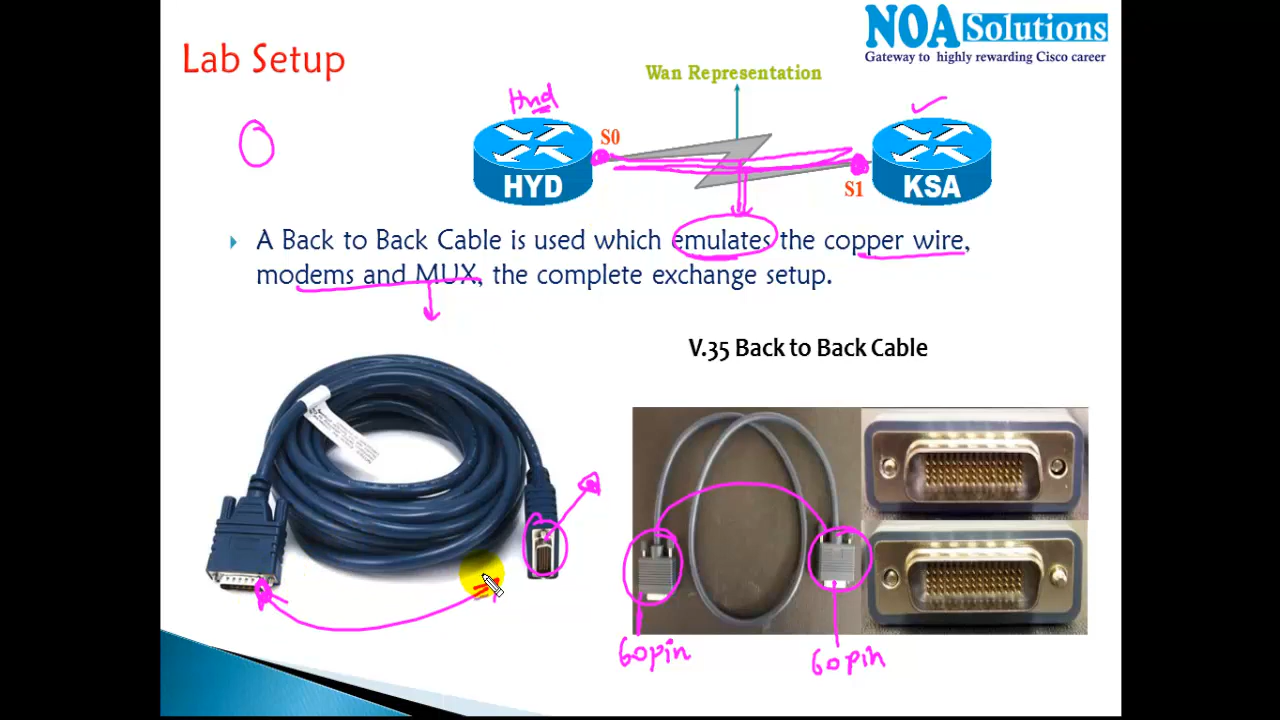 NOA Solutions
Gateway to highly rewarding Cisco career
Lab Setup
Wan Representation
Hnd
S0
HYD
KSA
S1
A Back to Back Cable is used which emulates the copper wire,
modems and MUX, the complete exchange setup.
V.35 Back to Back Cable
60pin
60pin